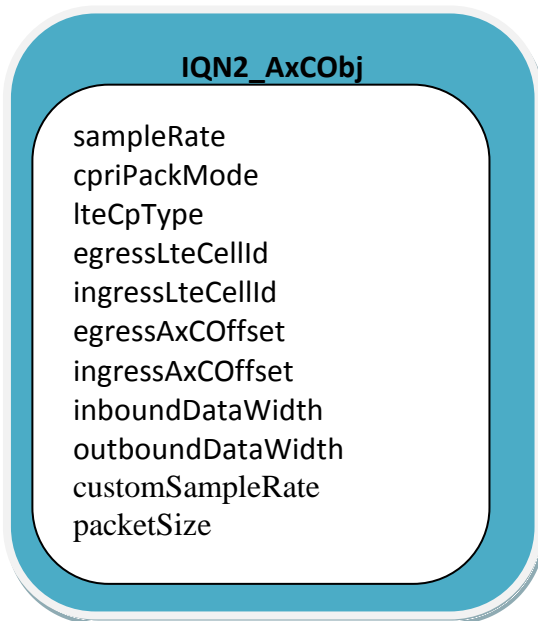 IQN2_AxCObj
sampleRate
cpriPackMode
lteCpType
egressLteCellId
ingressLteCellId
egressAxCOffset
ingressAxCOffset
inboundDataWidth
outboundDataWidth
customSampleRate
packetSize